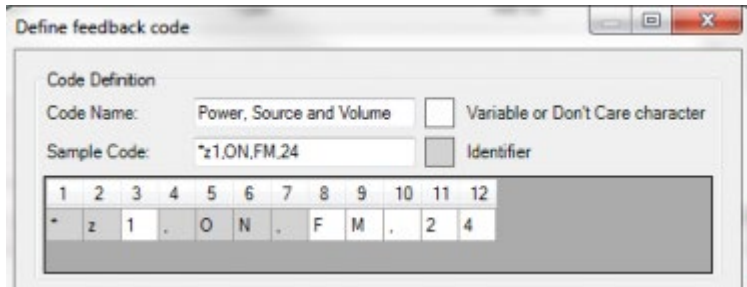 Define feedback code
Code Definition
Code Name: Power, Source and Volume Variable or Don't Care character
Sample Code: *z1,ON,FM,24 Identifier
1 2 3 4 5 6 7 8 9 10 11 12
* z 1 , O N , F M , 2 4